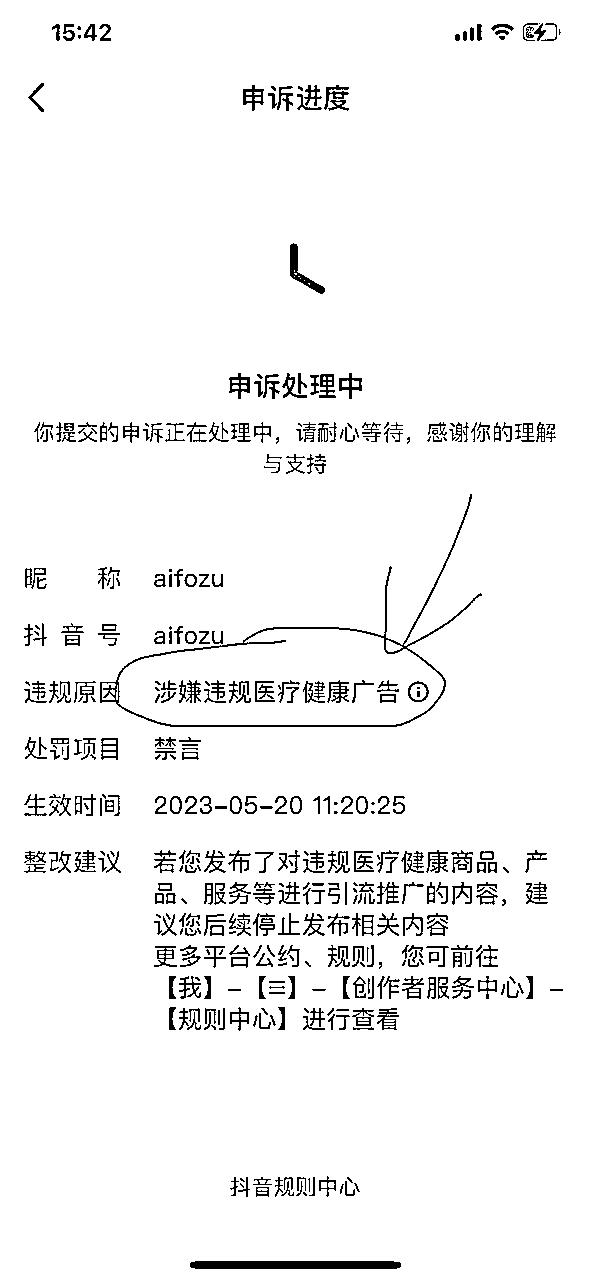 15:42
申诉进度
申诉处理中
你提交的申诉正在处理中，请耐心等待，感谢你的理解
与支持
昵称 aifozu
抖音号 aifozu
违规原因 涉嫌违规医疗健康广告
处罚项目 禁言
生效时间 2023-05-20 11:20:25
整改建议 若您发布了对违规医疗健康商品、产
品、服务等进行引流推广的内容，建
议您后续停止发布相关内容
更多平台公约、规则，您可前往
【我】-【☰】-【创作者服务中心】-
【规则中心】进行查看
抖音规则中心